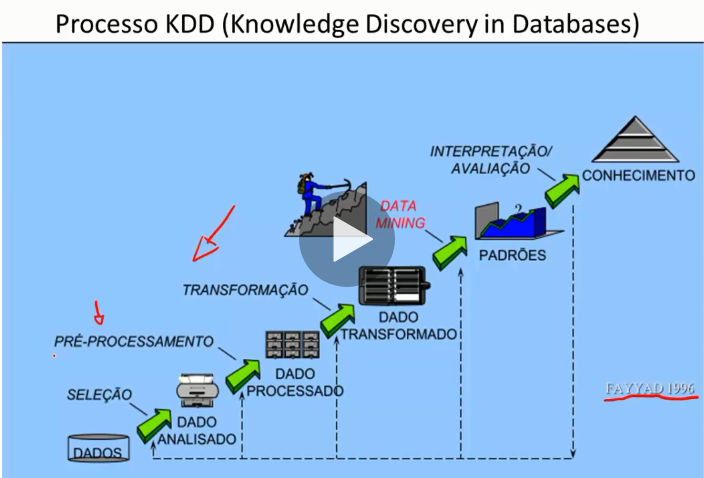 Processo KDD (Knowledge Discovery in Databases)
INTERPRETAÇÃO/
AVALIAÇÃO
CONHECIMENTO
DATA
MINING
PADRÕES
TRANSFORMAÇÃO
DADO
TRANSFORMADO
PRÉ-PROCESSAMENTO
DADO
PROCESSADO
FAYYAD 1996
SELEÇÃO
DADO
ANALISADO
DADOS
?